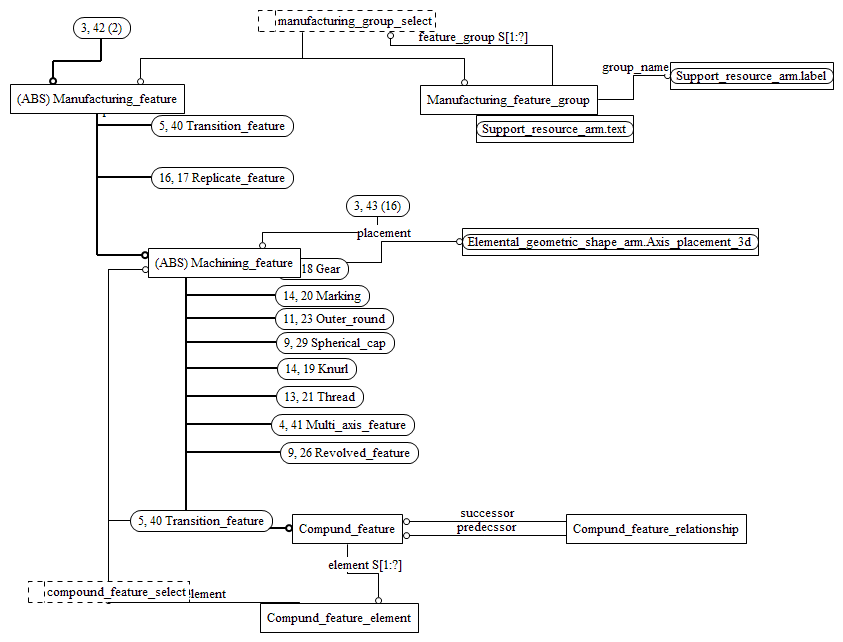 3, 42 (2)
manufacturing_group_select
feature_group S[1:?]
group_name
Support_resource_arm.label
(ABS) Manufacturing_feature
Manufacturing_feature_group
5, 40 Transition_feature
Support_resource_arm.text
16, 17 Replicate_feature
3, 43 (16)
placement
Elemental_geometric_shape_arm.Axis_placement_3d
(ABS) Machining_feature
18 Gear
14, 20 Marking
11, 23 Outer_round
9, 29 Spherical_cap
14, 19 Knurl
13, 21 Thread
4, 41 Multi_axis_feature
9, 26 Revolved_feature
5, 40 Transition_feature
Compund_feature
successor
predecssor
Compund_feature_relationship
element S[1:?]
compound_feature_select
lement
Compund_feature_element